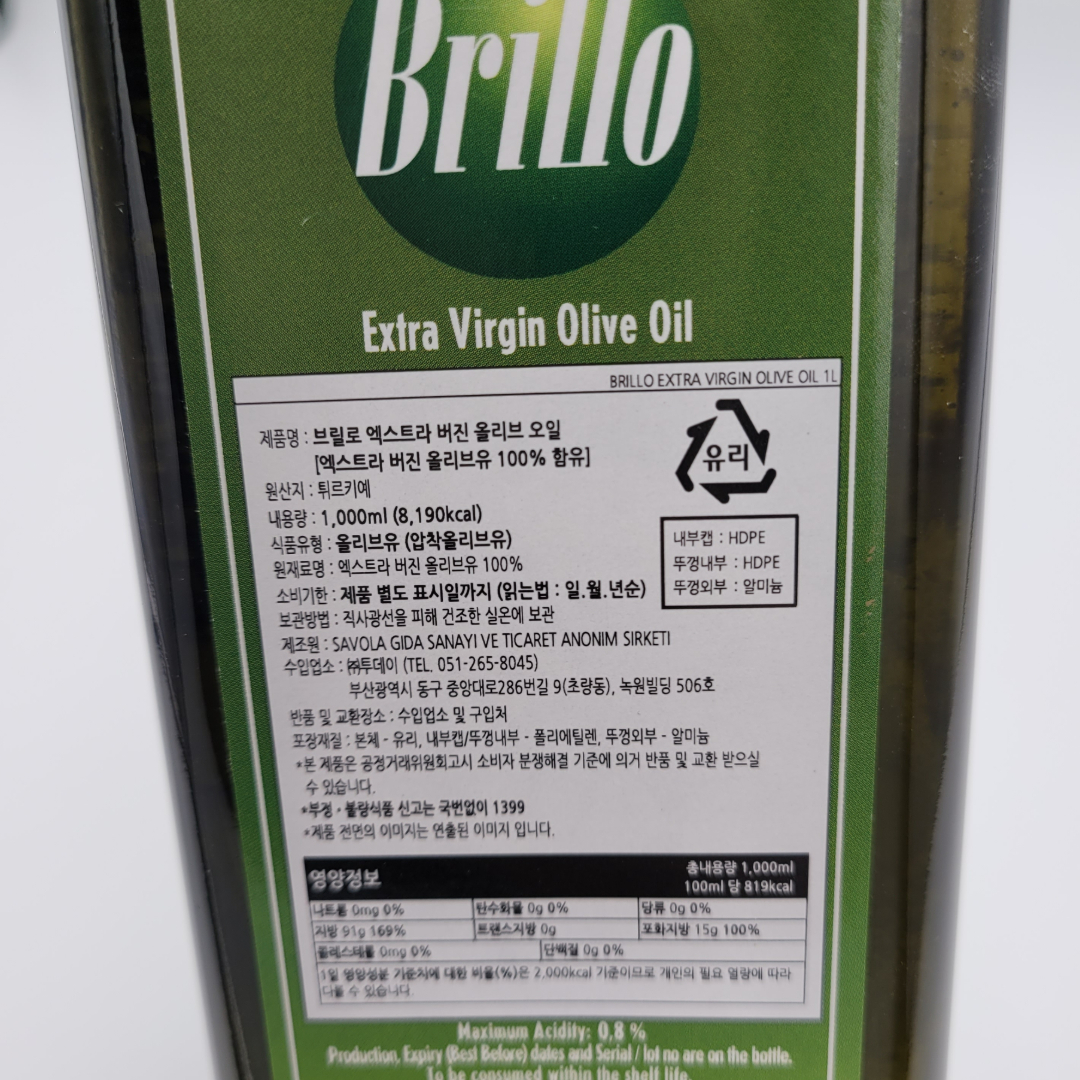 Brillo
Extra Virgin Olive Oil
BRILLO EXTRA VIRGIN OLIVE OIL 1L
제품명 : 브릴로 엑스트라 버진 올리브 오일
[엑스트라 버진 올리브유 100% 함유]
원산지 : 튀르키예
내용량 : 1,000ml (8,190kcal)
식품유형 : 올리브유 (압착올리브유)
원재료명 : 엑스트라 버진 올리브유 100%
소비기한 : 제품 별도 표시일까지 (읽는법 : 일.월.년순)
보관방법 : 직사광선을 피해 건조한 실온에 보관
제조원 : SAVOLA GIDA SANAYI VE TICARET ANONIM SIRKETI
수입업소 : ㈜투데이 (TEL. 051-265-8045)
부산광역시 동구 중앙대로286번길 9(초량동), 녹원빌딩 506호
반품 및 교환장소 : 수입업소 및 구입처
포장재질 : 본체 - 유리, 내부캡/뚜껑내부 - 폴리에틸렌, 뚜껑외부 - 알미늄
*본 제품은 공정거래위원회고시 소비자 분쟁해결 기준에 의거 반품 및 교환 받으실
수 있습니다.
*부정·불량식품 신고는 국번없이 1399
*제품 전면의 이미지는 연출된 이미지 입니다.
유리
내부캡 : HDPE
뚜껑내부 : HDPE
뚜껑외부 : 알미늄
영양정보
총내용량 1,000ml
100ml 당 819kcal
나트륨 0mg 0% 탄수화물 0g 0% 당류 0g 0%
지방 91g 169% 트랜스지방 0g 포화지방 15g 100%
콜레스테롤 0mg 0% 단백질 0g 0%
1일 영양성분 기준치에 대한 비율(%)은 2,000kcal 기준이므로 개인의 필요 열량에 따라
다를 수 있습니다.
Maximum Acidity: 0,8 %
Production, Expiry (Best Before) dates and Serial / lot no are on the bottle.
To be consumed within the shelf life.